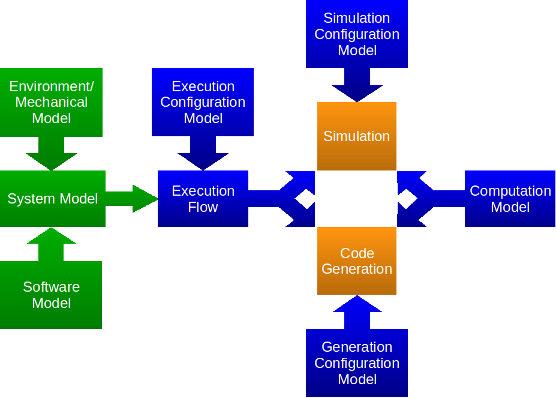 Simulation
Configuration
Model
Environment/
Mechanical
Model
Execution
Configuration
Model
Simulation
System Model
Execution
Flow
Computation
Model
Code
Generation
Software
Model
Generation
Configuration
Model